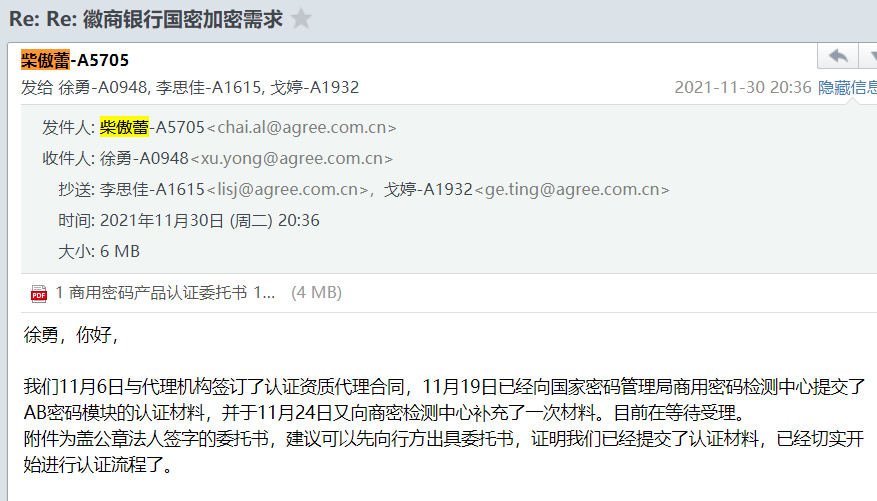 Re: Re: 徽商银行国密加密需求
柴傲蕾-A5705
发给 徐勇-A0948, 李思佳-A1615, 戈婷-A1932
2021-11-30 20:36 隐藏信息
发件人: 柴傲蕾-A5705<chai.al@agree.com.cn>
收件人: 徐勇-A0948<xu.yong@agree.com.cn>
抄送: 李思佳-A1615<lisj@agree.com.cn>, 戈婷-A1932<ge.ting@agree.com.cn>
时间: 2021年11月30日 (周二) 20:36
大小: 6 MB
PDF 1 商用密码产品认证委托书 1... (4 MB)
徐勇，你好，
我们11月6日与代理机构签订了认证资质代理合同，11月19日已经向国家密码管理局商用密码检测中心提交了
AB密码模块的认证材料，并于11月24日又向商密检测中心补充了一次材料。目前在等待受理。
附件为盖公章法人签字的委托书，建议可以先向行方出具委托书，证明我们已经提交了认证材料，已经切实开
始进行认证流程了。